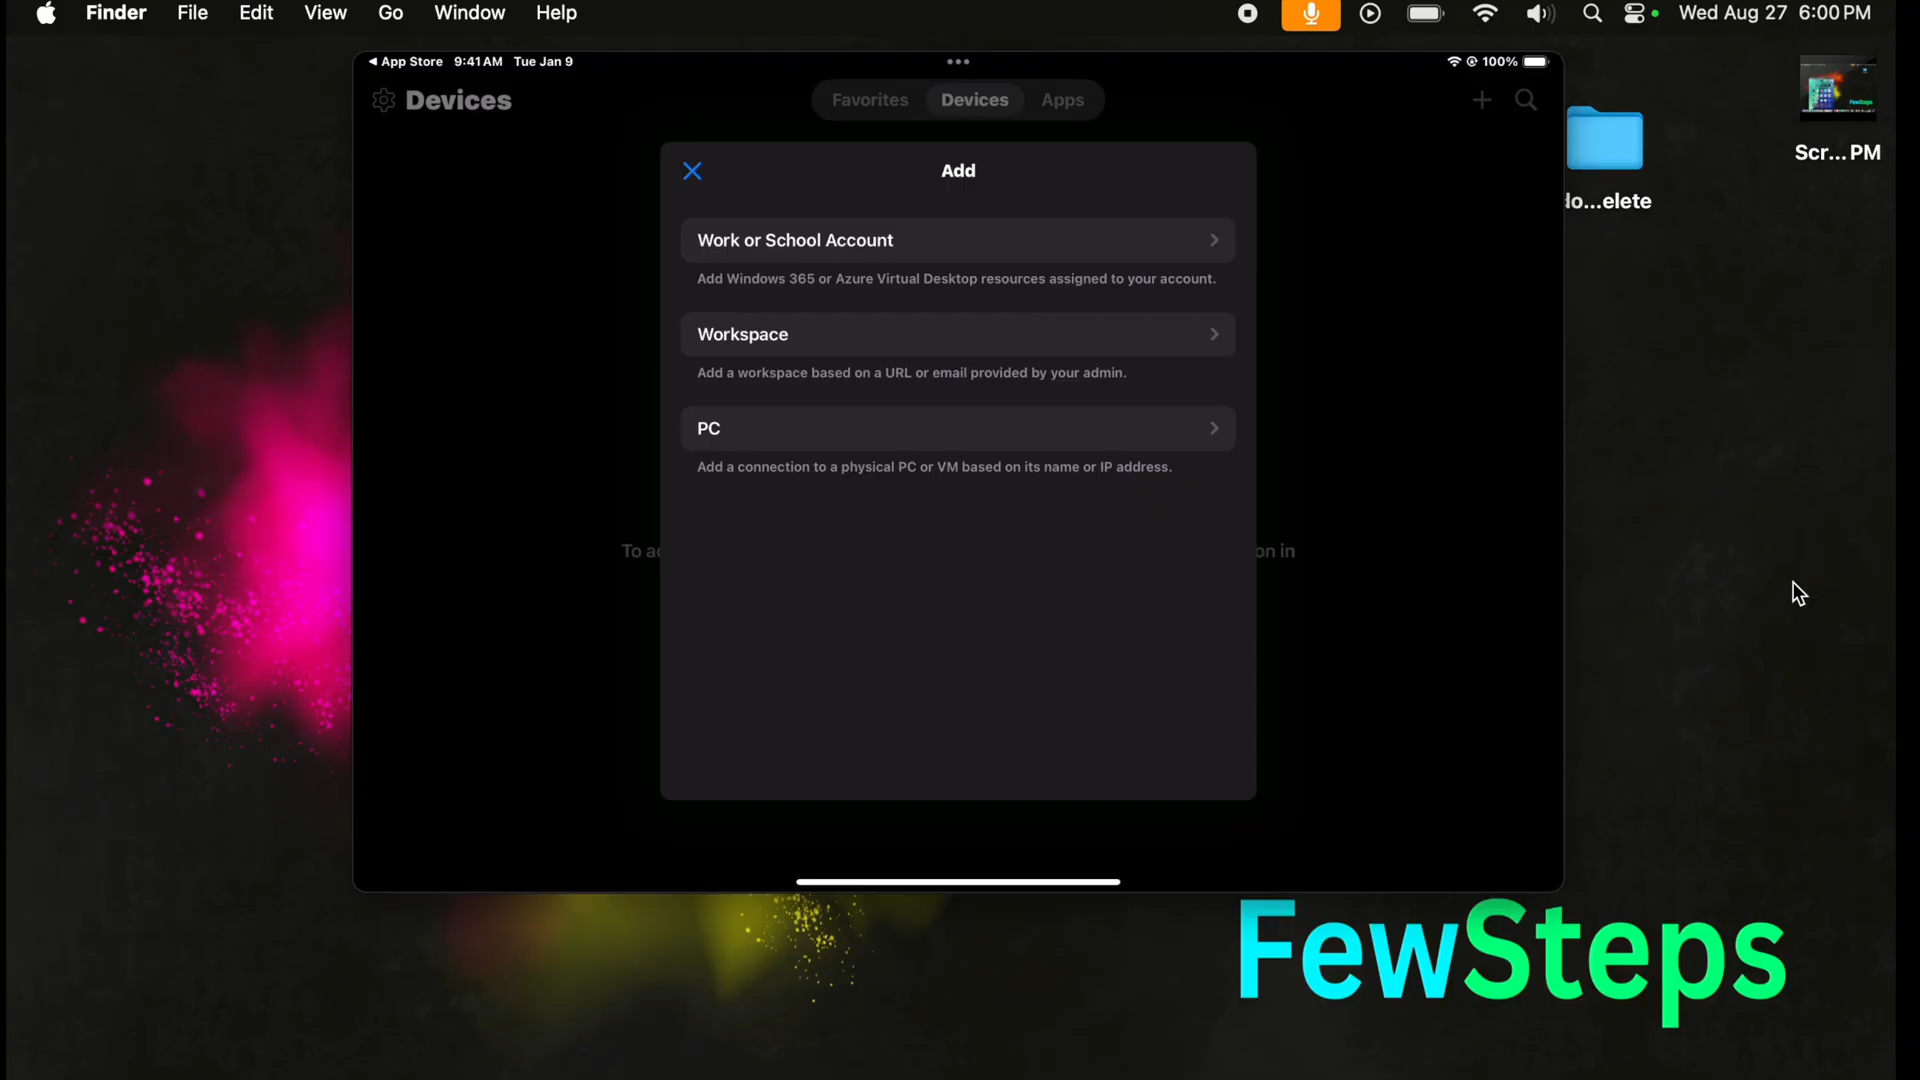 Finder File Edit View Go Window Help Wed Aug 27 6:00 PM
App Store 9:41 AM Tue Jan 9 100%
Devices Favorites Devices Apps
Scr...PM
Add
Work or School Account
Add Windows 365 or Azure Virtual Desktop resources assigned to your account.
Workspace
Add a workspace based on a URL or email provided by your admin.
PC
Add a connection to a physical PC or VM based on its name or IP address.
To on in
FewSteps